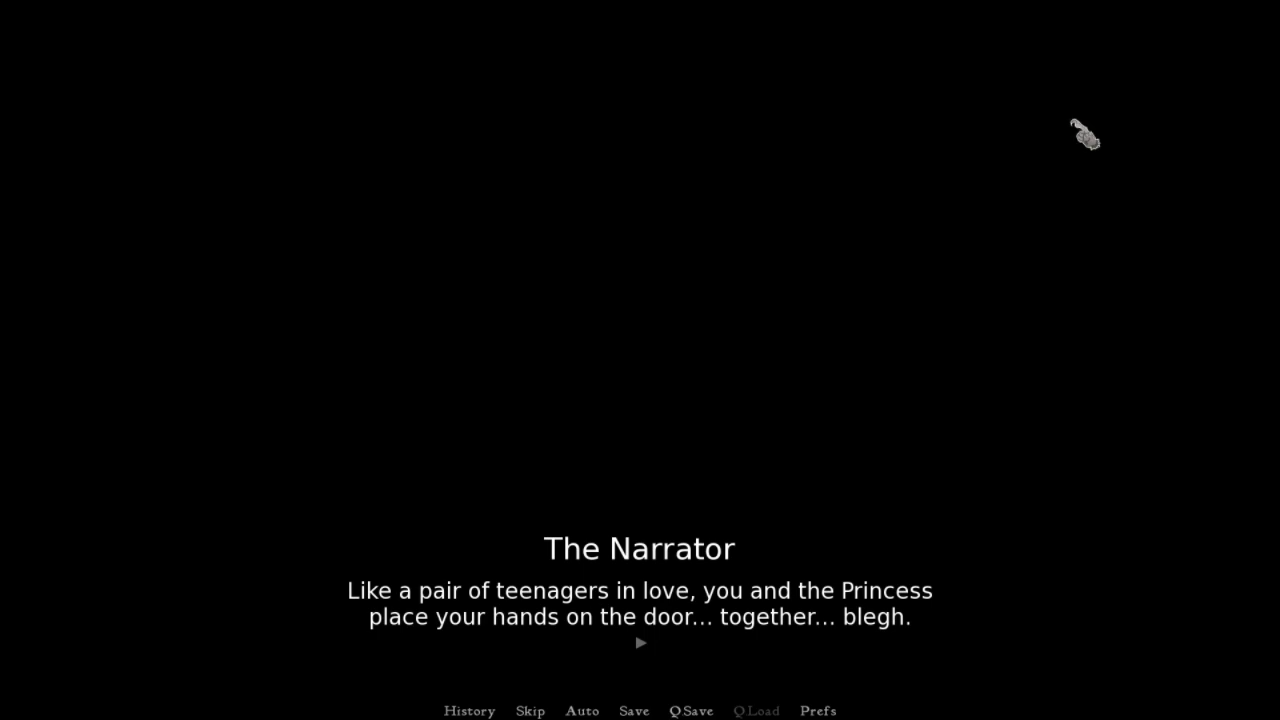 The Narrator
Like a pair of teenagers in love, you and the Princess
place your hands on the door... together... blegh.
History Skip Auto Save Q.Save Q.Load Prefs